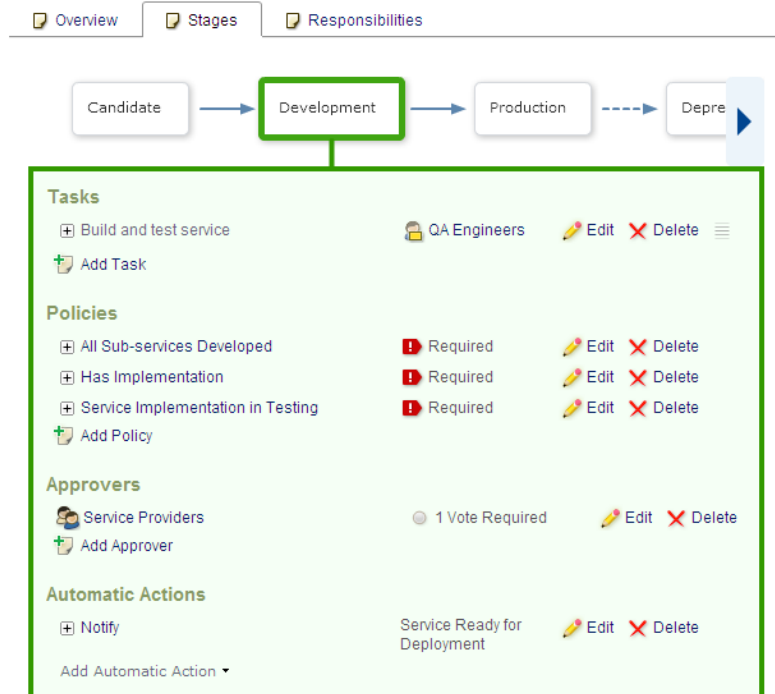 Overview Stages Responsibilities
Candidate Development Production Depre
Tasks
Build and test service QA Engineers Edit Delete
Add Task
Policies
All Sub-services Developed Required Edit Delete
Has Implementation Required Edit Delete
Service Implementation in Testing Required Edit Delete
Add Policy
Approvers
Service Providers 1 Vote Required Edit Delete
Add Approver
Automatic Actions
Notify Service Ready for Deployment Edit Delete
Add Automatic Action